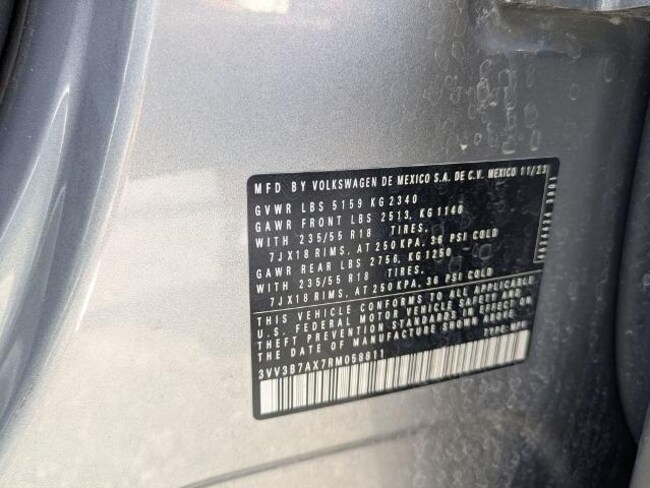 MFD BY VOLKSWAGEN DE MEXICO S.A. DE C.V. MEXICO 11/23
GVWR LBS 5159 KG 2340
GAWR FRONT LBS 2513, KG 1140
WITH 235/55 R18 TIRES,
7JX18 RIMS, AT 250 KPA, 36 PSI COLD
GAWR REAR LBS 2756, KG 1250
WITH 235/55 R18 TIRES,
7JX18 RIMS, AT 250 KPA, 36 PSI COLD
THIS VEHICLE CONFORMS TO ALL APPLICABLE
U.S. FEDERAL MOTOR VEHICLE SAFETY AND
THEFT PREVENTION STANDARDS IN EFFECT ON
THE DATE OF MANUFACTURE SHOWN ABOVE.
3VV3B7AX7RM058811